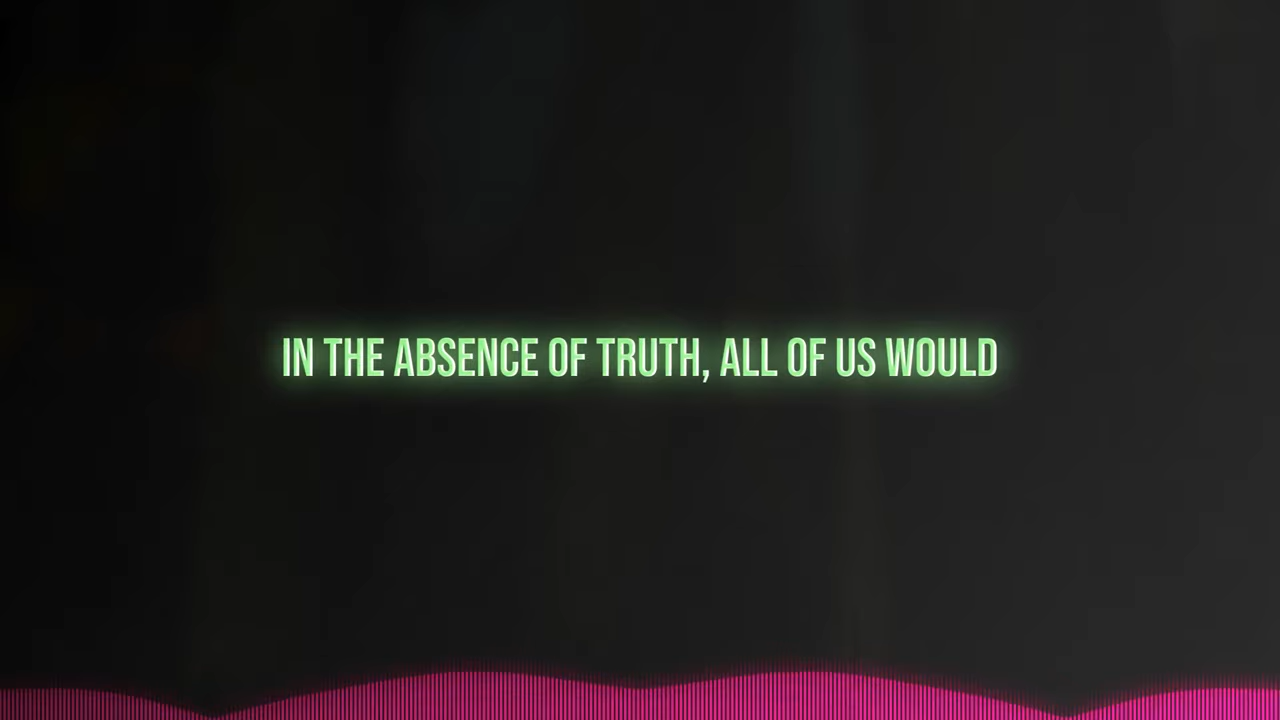 IN THE ABSENCE OF TRUTH, ALL OF US WOULD